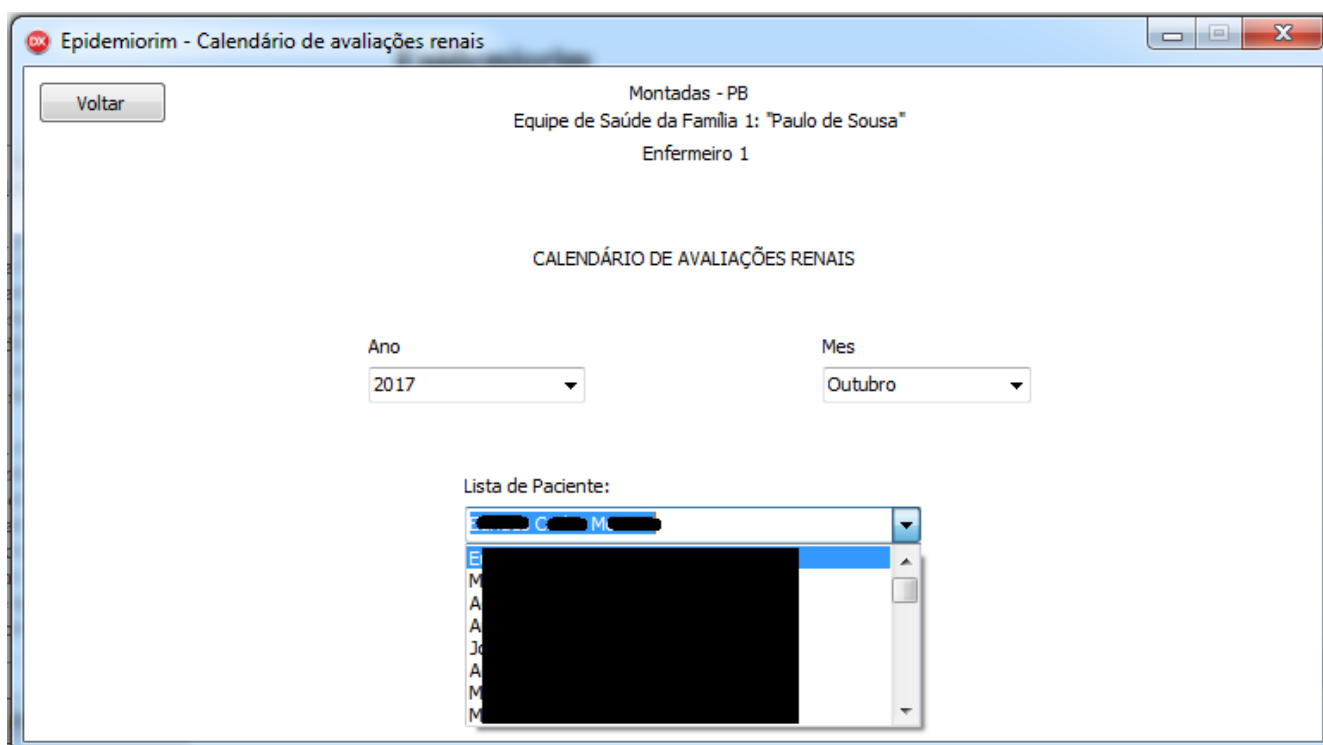 Epidemiorim - Calendário de avaliações renais
Voltar
Montadas - PB
Equipe de Saúde da Família 1: "Paulo de Sousa"
Enfermeiro 1
CALENDÁRIO DE AVALIAÇÕES RENAIS
Ano
Mes
2017
Outubro
Lista de Paciente: